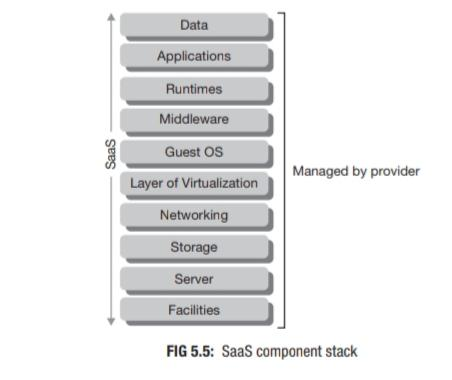 Data
Applications
Runtimes
Middleware
Guest OS
Layer of Virtualization
Networking
Storage
Server
Facilities
SaaS
Managed by provider
FIG 5.5: SaaS component stack